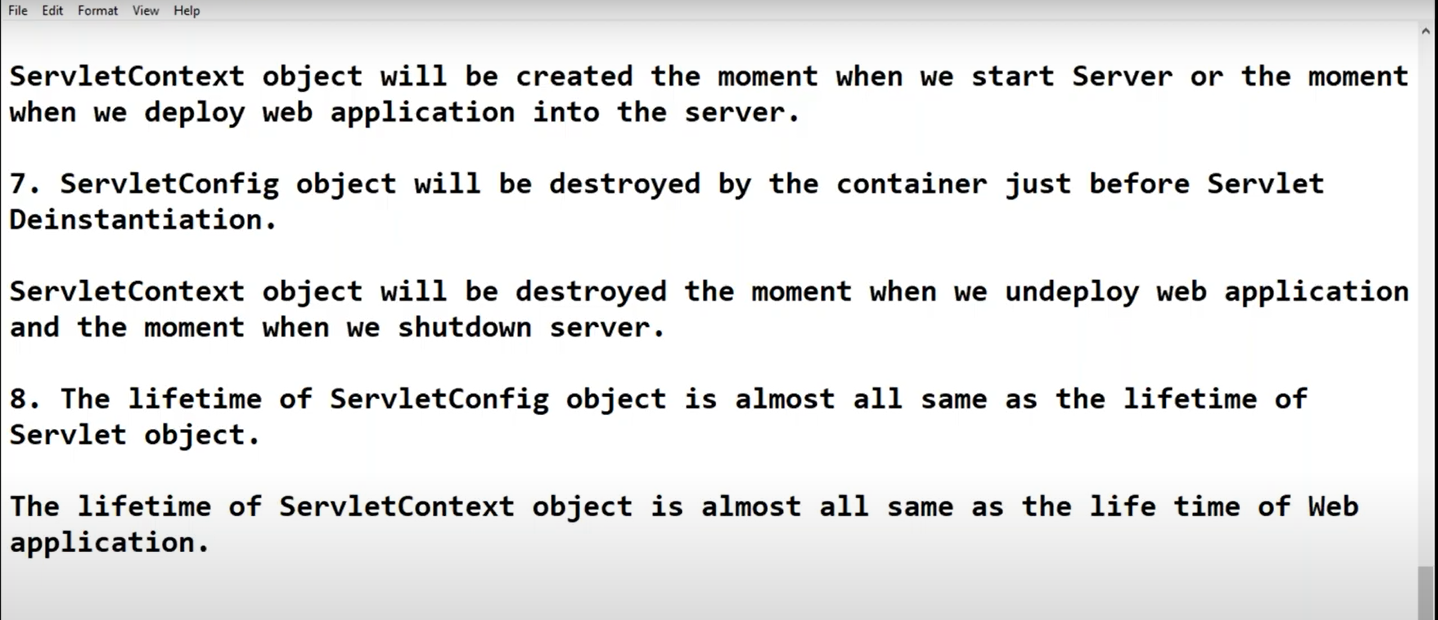 File Edit Format View Help
ServletContext object will be created the moment when we start Server or the moment
when we deploy web application into the server.
7. ServletConfig object will be destroyed by the container just before Servlet
Deinstantiation.
ServletContext object will be destroyed the moment when we undeploy web application
and the moment when we shutdown server.
8. The lifetime of ServletConfig object is almost all same as the lifetime of
Servlet object.
The lifetime of ServletContext object is almost all same as the life time of Web
application.